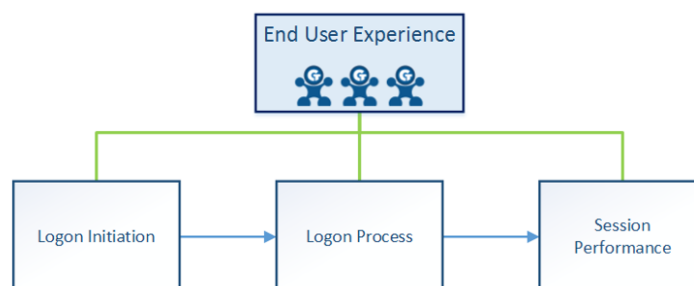 End User Experience
G G G
Logon Initiation
Logon Process
Session
Performance